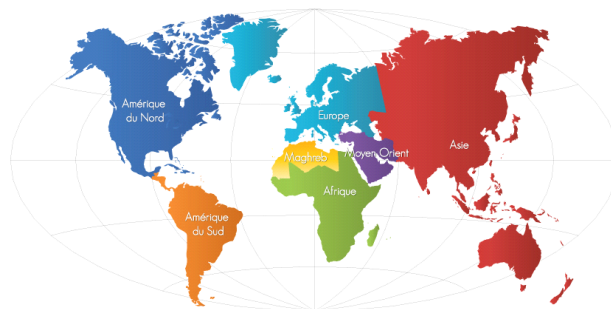 Amérique
du Nord
Europe
Maghreb
Moyen Orient
Asie
Afrique
Amérique
du Sud